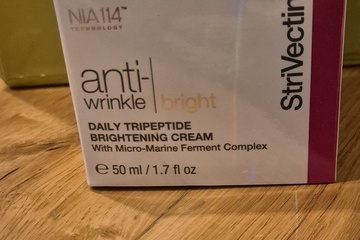 NIA114™
TECHNOLOGY
anti-
wrinkle
bright
StriVectin
DAILY TRIPEPTIDE
BRIGHTENING CREAM
With Micro-Marine Ferment Complex
℮ 50 ml / 1.7 fl oz